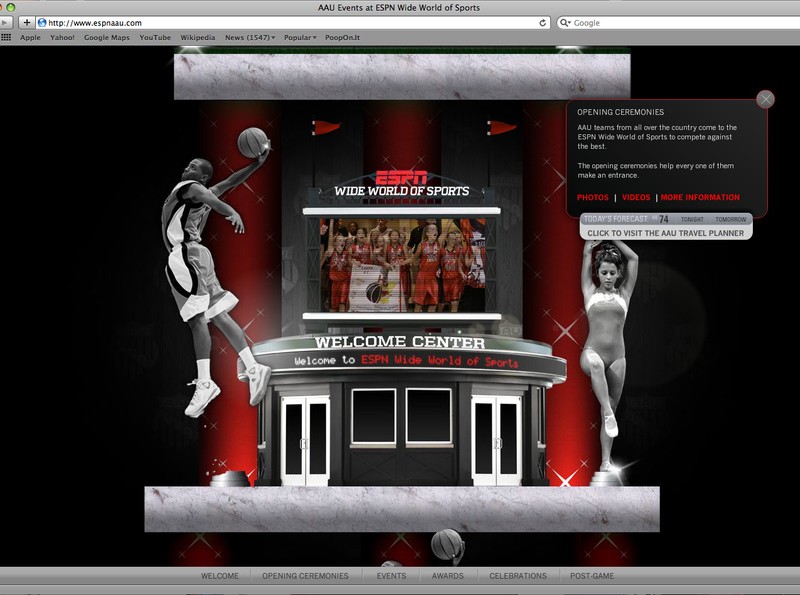 AAU Events at ESPN Wide World of Sports
http://www.espnaau.com
Google
Apple Yahoo! Google Maps YouTube Wikipedia News (1547) Popular PoopOn.It
OPENING CEREMONIES
AAU teams from all over the country come to the
ESPN Wide World of Sports to compete against
the best.
The opening ceremonies help every one of them
make an entrance.
PHOTOS | VIDEOS | MORE INFORMATION
TODAY'S FORECAST 74 TONIGHT TOMORROW
CLICK TO VISIT THE AAU TRAVEL PLANNER
ESPN
WIDE WORLD OF SPORTS
WELCOME CENTER
Welcome to ESPN Wide World of Sports
WELCOME OPENING CEREMONIES EVENTS AWARDS CELEBRATIONS POST-GAME